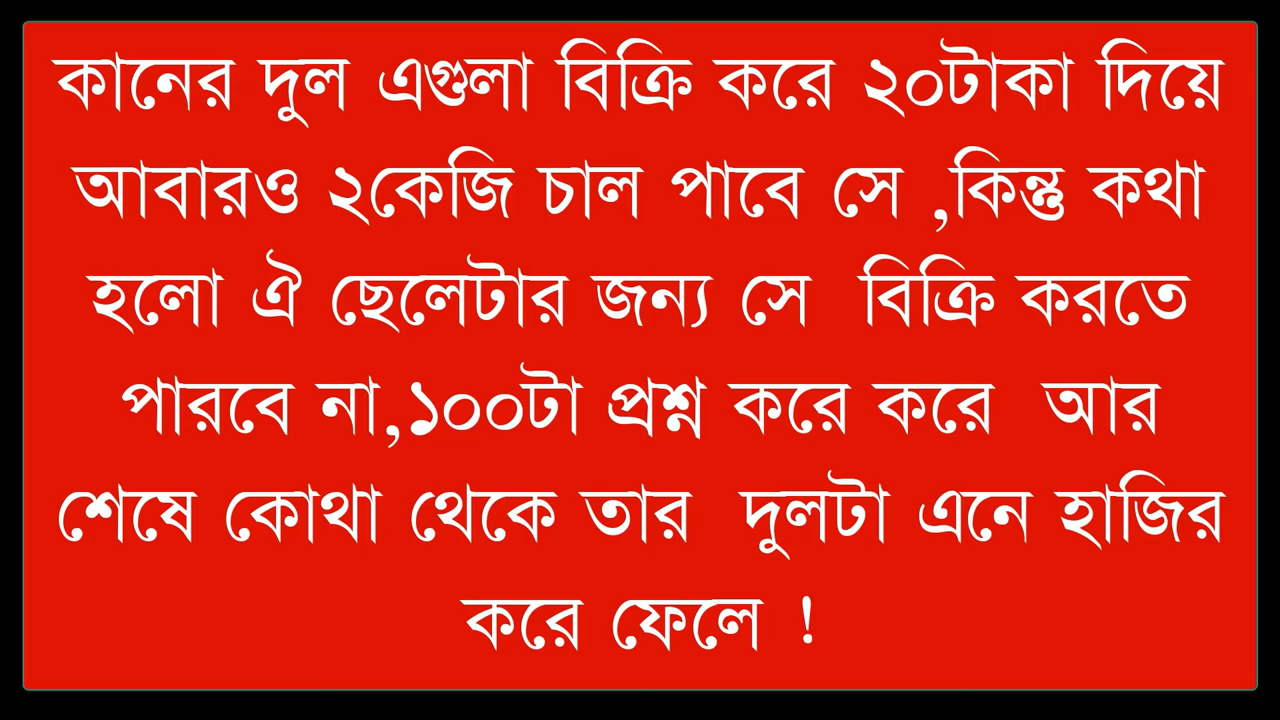 কানের দুল এগুলা বিক্রি করে ২০টাকা দিয়ে
আবারও ২কেজি চাল পাবে সে ,কিন্তু কথা
হলো ঐ ছেলেটার জন্য সে বিক্রি করতে
পারবে না,১০০টা প্রশ্ন করে করে আর
শেষে কোথা থেকে তার দুলটা এনে হাজির
করে ফেলে !